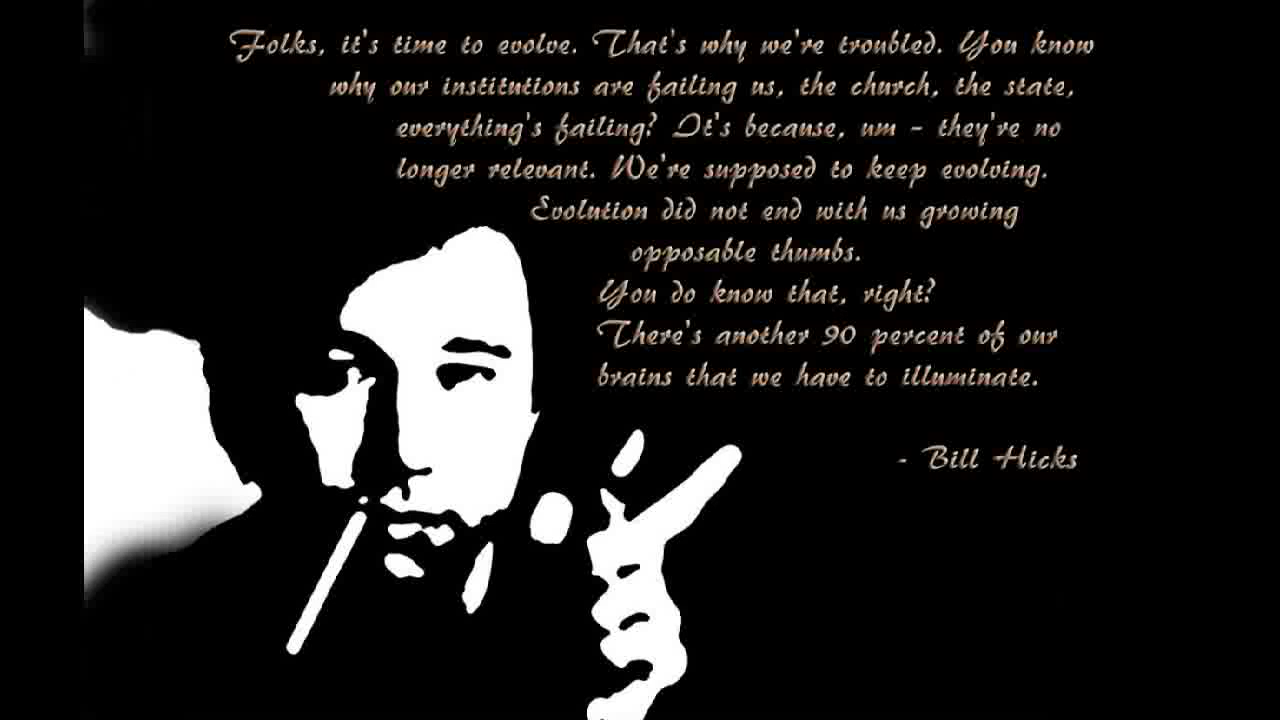 Folks, it's time to evolve. That's why we're troubled. You know
why our institutions are failing us, the church, the state,
everything's failing? It's because, um - they're no
longer relevant. We're supposed to keep evolving.
Evolution did not end with us growing
opposable thumbs.
You do know that, right?
There's another 90 percent of our
brains that we have to illuminate.
- Bill Hicks